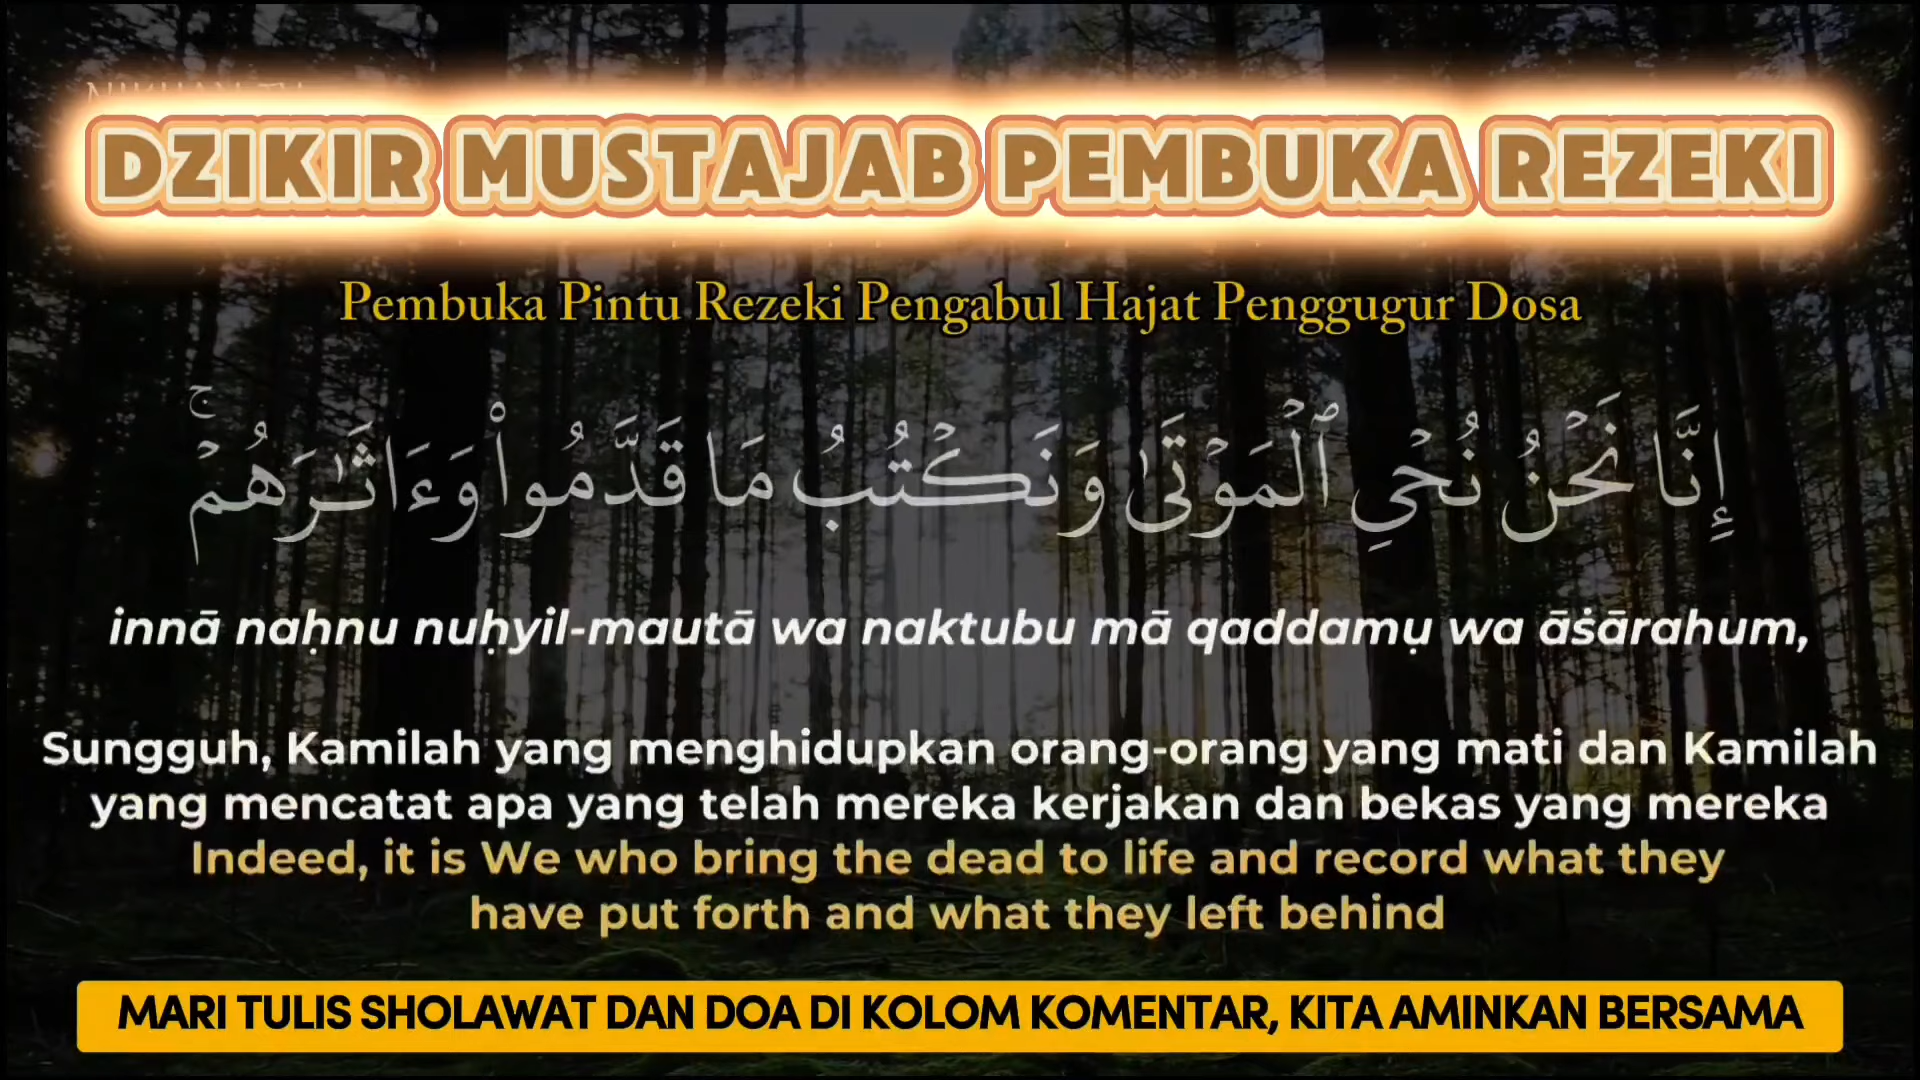 DZIKIR MUSTAJAB PEMBUKA REZEKI
Pembuka Pintu Rezeki Pengabul Hajat Penggugur Dosa
إِنَّا نَحْنُ نُحْىِ ٱلْمَوْتَىٰ وَنَكْتُبُ مَا قَدَّمُوا۟ وَءَاثَٰرَهُمْ ۚ
innā naḥnu nuḥyil-mautā wa naktubu mā qaddamụ wa āṡārahum,
Sungguh, Kamilah yang menghidupkan orang-orang yang mati dan Kamilah
yang mencatat apa yang telah mereka kerjakan dan bekas yang mereka
Indeed, it is We who bring the dead to life and record what they
have put forth and what they left behind
MARI TULIS SHOLAWAT DAN DOA DI KOLOM KOMENTAR, KITA AMINKAN BERSAMA